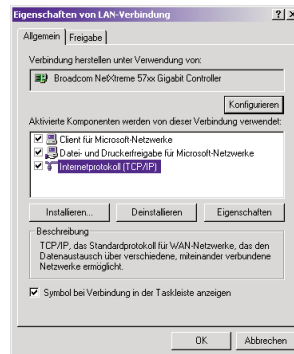 Eigenschaften von LAN-Verbindung
Allgemein Freigabe
Verbindung herstellen unter Verwendung von:
Broadcom NetXtreme 57xx Gigabit Controller
Konfigurieren
Aktivierte Komponenten werden von dieser Verbindung verwendet:
Client für Microsoft-Netzwerke
Datei- und Druckerfreigabe für Microsoft-Netzwerke
Internetprotokoll (TCP/IP)
Installieren... Deinstallieren Eigenschaften
Beschreibung
TCP/IP, das Standardprotokoll für WAN-Netzwerke, das den
Datenaustausch über verschiedene, miteinander verbundene
Netzwerke ermöglicht.
Symbol bei Verbindung in der Taskleiste anzeigen
OK Abbrechen